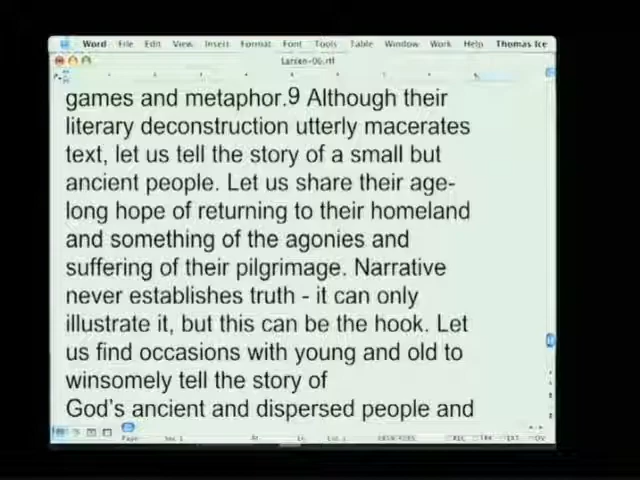 Word File Edit View Insert Format Font Tools Table Window Work Help Thomas Ice
Larsen-06.rtf
games and metaphor.9 Although their
literary deconstruction utterly macerates
text, let us tell the story of a small but
ancient people. Let us share their age-
long hope of returning to their homeland
and something of the agonies and
suffering of their pilgrimage. Narrative
never establishes truth - it can only
illustrate it, but this can be the hook. Let
us find occasions with young and old to
winsomely tell the story of
God's ancient and dispersed people and
Page Sec 1 At Ln